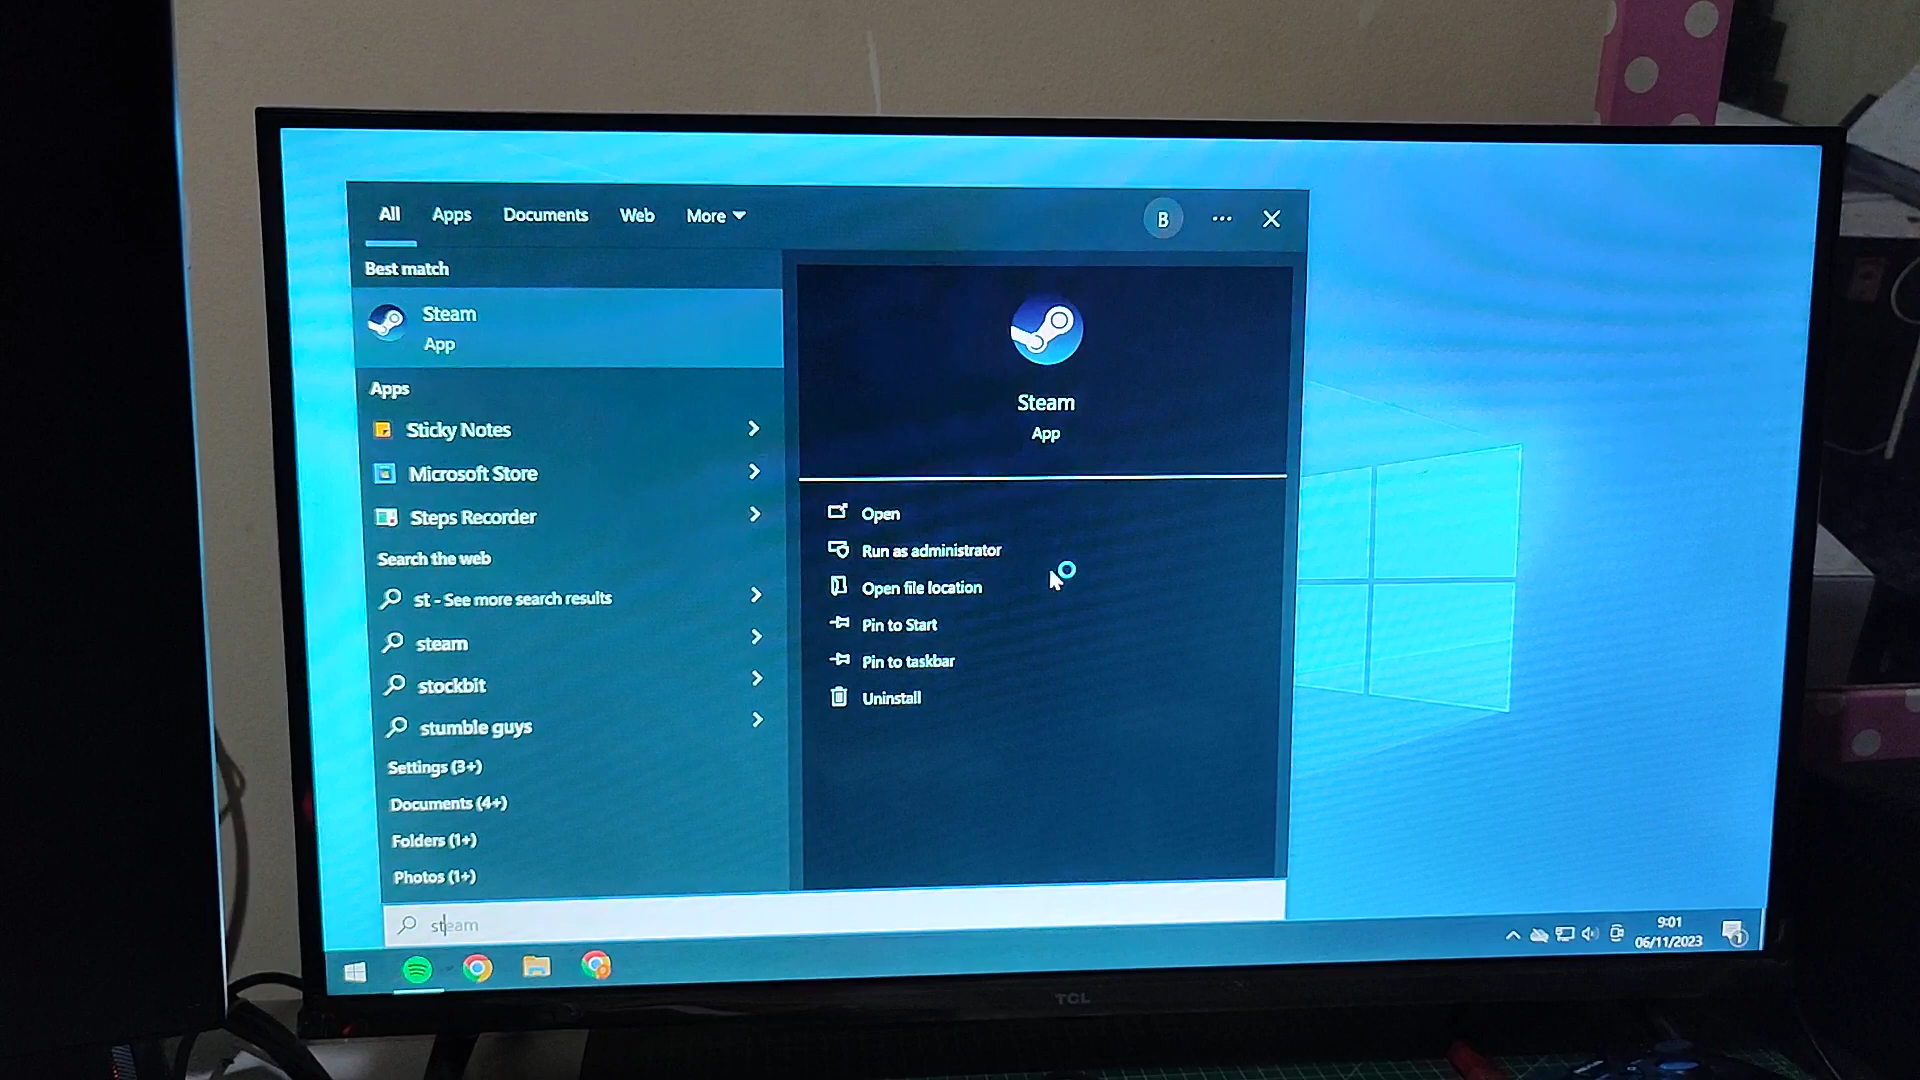 All Apps Documents Web More B
Best match
Steam
App
Apps
Sticky Notes
Microsoft Store
Steps Recorder
Search the web
st - See more search results
steam
stockbit
stumble guys
Settings (3+)
Documents (4+)
Folders (1+)
Photos (1+)
Steam
App
Open
Run as administrator
Open file location
Pin to Start
Pin to taskbar
Uninstall
steam
9:01
06/11/2023
1
TCL